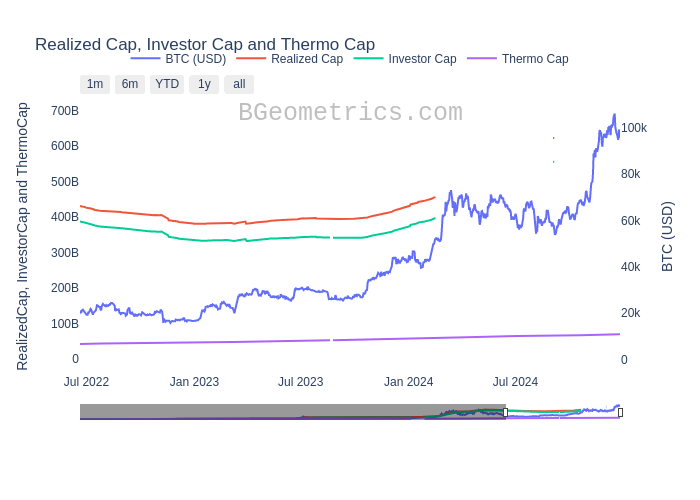 Realized Cap, Investor Cap and Thermo Cap
BTC (USD) Realized Cap Investor Cap Thermo Cap
1m 6m YTD 1y all
BGeometrics.com
RealizedCap, InvestorCap and ThermoCap
700B
600B
500B
400B
300B
200B
100B
0
100k
80k
60k
40k
20k
0
BTC (USD)
Jul 2022 Jan 2023 Jul 2023 Jan 2024 Jul 2024